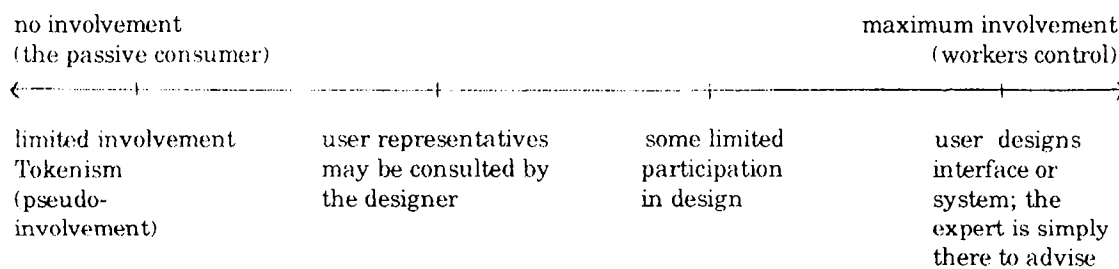 no involvement
(the passive consumer)
maximum involvement
(workers control)
limited involvement
Tokenism
(pseudo-
involvement)
user representatives
may be consulted by
the designer
some limited
participation
in design
user designs
interface or
system; the
expert is simply
there to advise